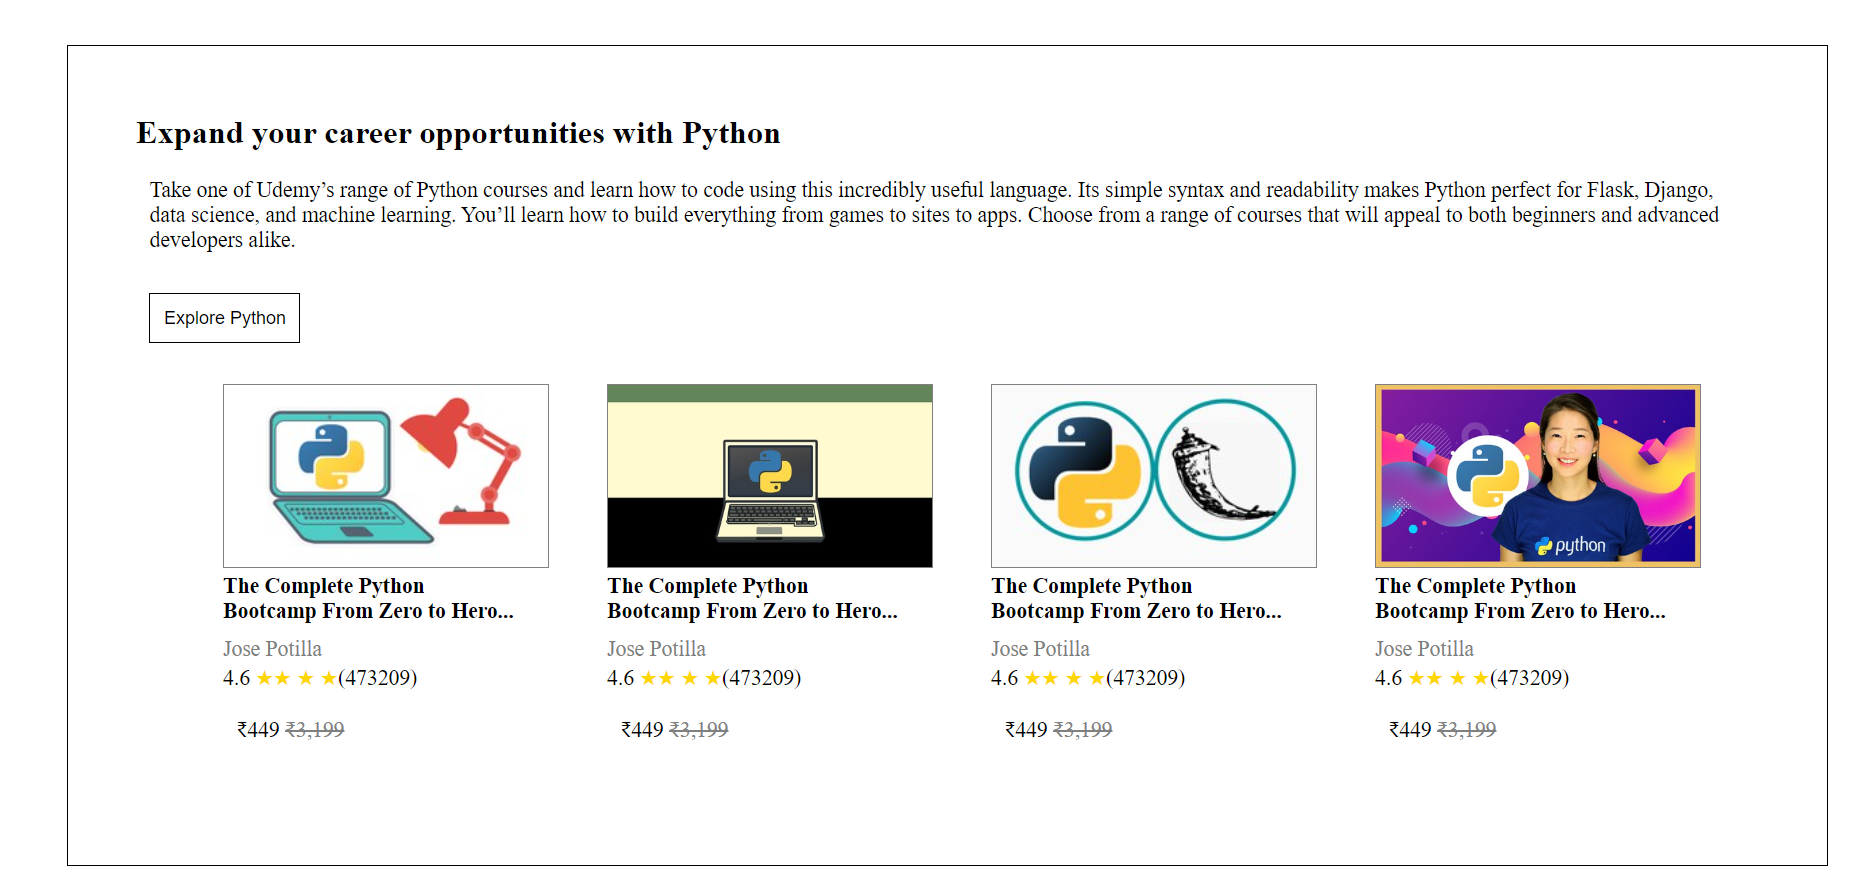 Expand your career opportunities with Python
Take one of Udemy’s range of Python courses and learn how to code using this incredibly useful language. Its simple syntax and readability makes Python perfect for Flask, Django,
data science, and machine learning. You’ll learn how to build everything from games to sites to apps. Choose from a range of courses that will appeal to both beginners and advanced
developers alike.
Explore Python
python
The Complete Python
Bootcamp From Zero to Hero...
Jose Potilla
4.6 ★★ ★ ★(473209)
₹449 ₹3,199
The Complete Python
Bootcamp From Zero to Hero...
Jose Potilla
4.6 ★★ ★ ★(473209)
₹449 ₹3,199
The Complete Python
Bootcamp From Zero to Hero...
Jose Potilla
4.6 ★★ ★ ★(473209)
₹449 ₹3,199
The Complete Python
Bootcamp From Zero to Hero...
Jose Potilla
4.6 ★★ ★ ★(473209)
₹449 ₹3,199